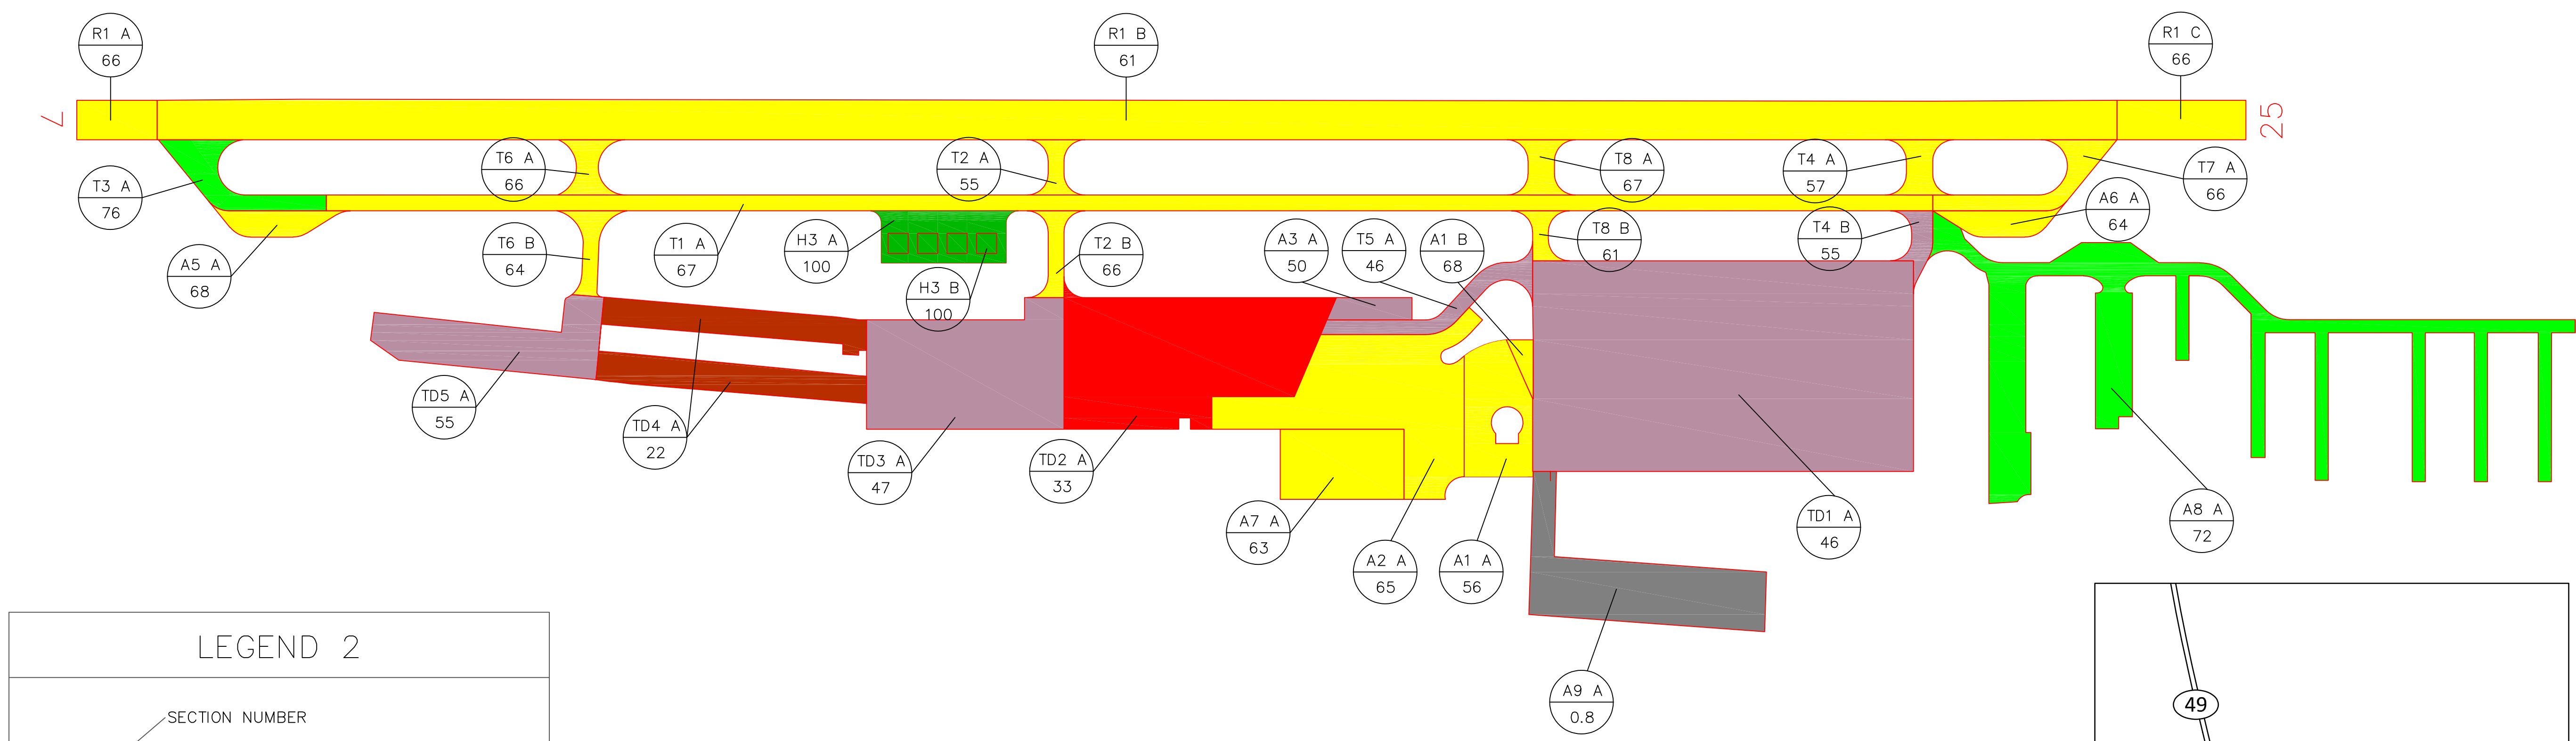 R1 A
66
R1 B
61
R1 C
66
7
25
T3 A
76
T6 A
66
T2 A
55
T8 A
67
T4 A
57
T7 A
66
A5 A
68
T6 B
64
T1 A
67
H3 A
100
H3 B
100
T2 B
66
A3 A
50
T5 A
46
A1 B
68
T8 B
61
T4 B
55
A6 A
64
TD5 A
55
TD4 A
22
TD3 A
47
TD2 A
33
A7 A
63
A2 A
65
A1 A
56
TD1 A
46
A8 A
72
A9 A
0.8
LEGEND 2
SECTION NUMBER
49